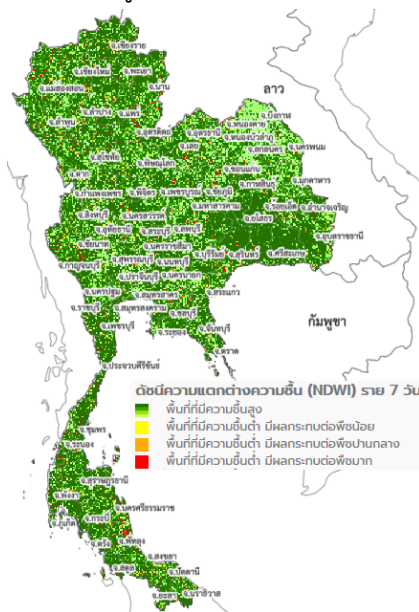 จ.เชียงราย
จ.เชียงใหม่ จ.พะเยา
จ.แม่ฮ่องสอน จ.น่าน
จ.ลำปาง จ.แพร่
จ.ลำพูน
จ.อุตรดิตถ์
ลาว
จ.บึงกาฬ
จ.หนองคาย
จ.อุดรธานี จ.หนองบัวลำภู
จ.เลย จ.สกลนคร จ.นครพนม
จ.สุโขทัย
จ.พิษณุโลก
จ.ขอนแก่น
จ.ตาก จ.กาฬสินธุ์ จ.มุกดาหาร
จ.กำแพงเพชร จ.พิจิตร จ.เพชรบูรณ์ จ.ชัยภูมิ
จ.มหาสารคาม จ.ร้อยเอ็ด จ.อำนาจเจริญ
จ.สิงห์บุรี จ.นครสวรรค์ จ.ยโสธร
จ.อุทัยธานี จ.ลพบุรี
จ.สระบุรี จ.อุบลราชธานี
จ.ชัยนาท จ.นครราชสีมา
จ.บุรีรัมย์ จ.สุรินทร์ จ.ศรีสะเกษ
จ.สุพรรณบุรี จ.นนทบุรี
จ.กาญจนบุรี
จ.ปราจีนบุรี จ.นครนายก
จ.นครปฐม จ.สมุทรสาคร จ.สระแก้ว
จ.ราชบุรี จ.สมุทรสงคราม จ.ชลบุรี
กัมพูชา
จ.เพชรบุรี จ.ระยอง จ.จันทบุรี
จ.ตราด
จ.ประจวบคีรีขันธ์
ดัชนีความแตกต่างความชื้น (NDWI) ราย 7 วัน
พื้นที่ที่มีความชื้นสูง
พื้นที่ที่มีความชื้นต่ำ มีผลกระทบต่อพืชน้อย
พื้นที่ที่มีความชื้นต่ำ มีผลกระทบต่อพืชปานกลาง
พื้นที่ที่มีความชื้นต่ำ มีผลกระทบต่อพืชมาก
จ.ชุมพร
จ.ระนอง
จ.สุราษฎร์ธานี
จ.พังงา
จ.นครศรีธรรมราช
จ.ภูเก็ต จ.กระบี่
จ.ตรัง จ.พัทลุง
จ.สงขลา
จ.สตูล จ.ปัตตานี
จ.ยะลา จ.นราธิวาส